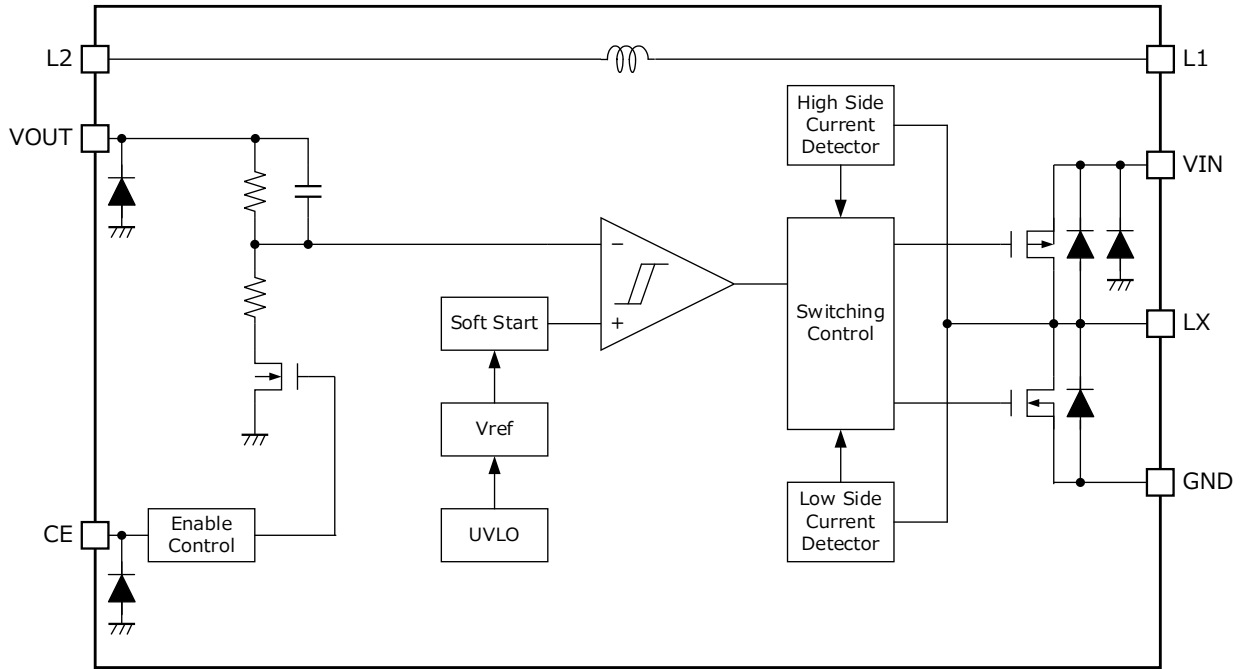 L2
L1
VOUT
High Side
Current
Detector
VIN
−
Soft Start
+
Switching
Control
LX
Vref
GND
CE
Enable
Control
UVLO
Low Side
Current
Detector